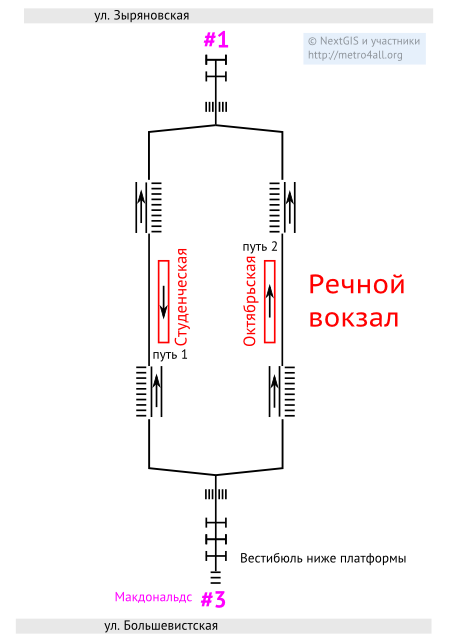 ул. Зыряновская
#1
© NextGIS и участники
http://metro4all.org
путь 2
Студенческая
Октябрьская
Речной
вокзал
путь 1
Вестибюль ниже платформы
Макдональдс #3
ул. Большевистская